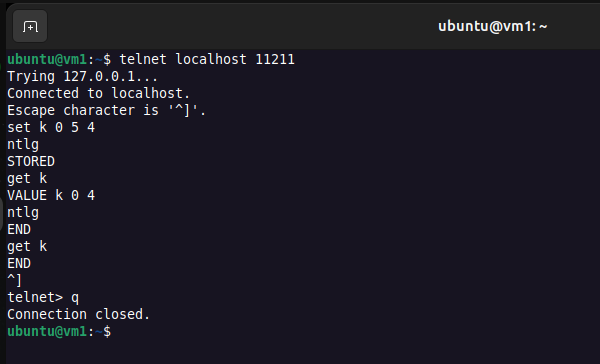 ubuntu@vm1: ~
ubuntu@vm1:~$ telnet localhost 11211
Trying 127.0.0.1...
Connected to localhost.
Escape character is '^]'.
set k 0 5 4
ntlg
STORED
get k
VALUE k 0 4
ntlg
END
get k
END
^]
telnet> q
Connection closed.
ubuntu@vm1:~$